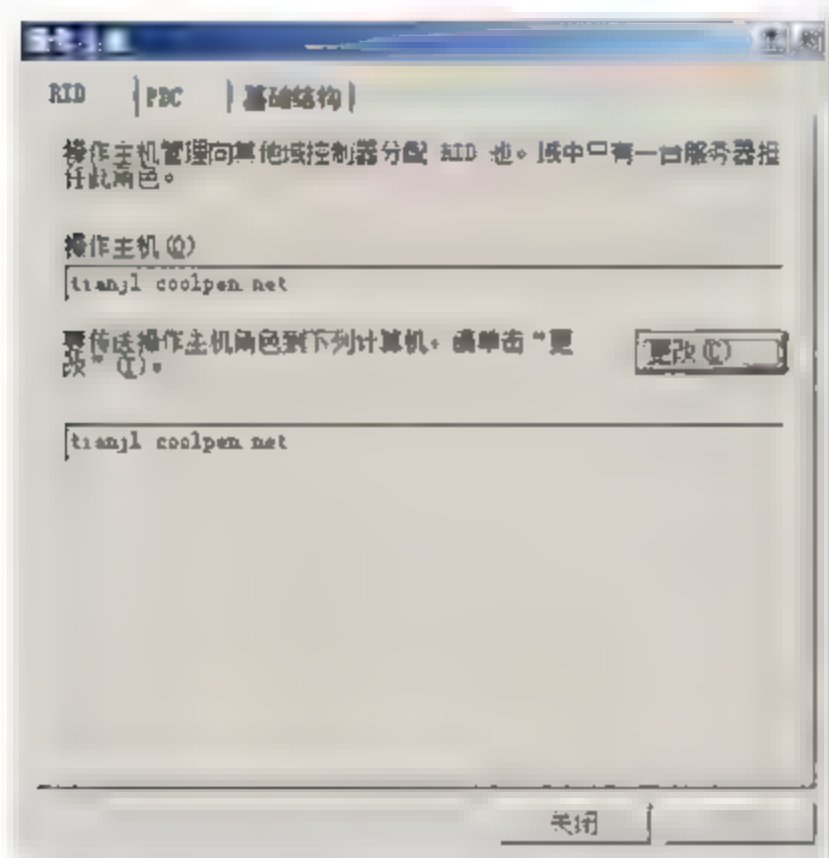 RID PDC 基础结构
操作主机管理向其他域控制器分配 RID 池。域中只有一台服务器担
任此角色。
操作主机(O)
tianjl coolpen net
要传送操作主机角色到下列计算机，请单击“更
改”(T)。
更改(C)
tianjl coolpen net
关闭